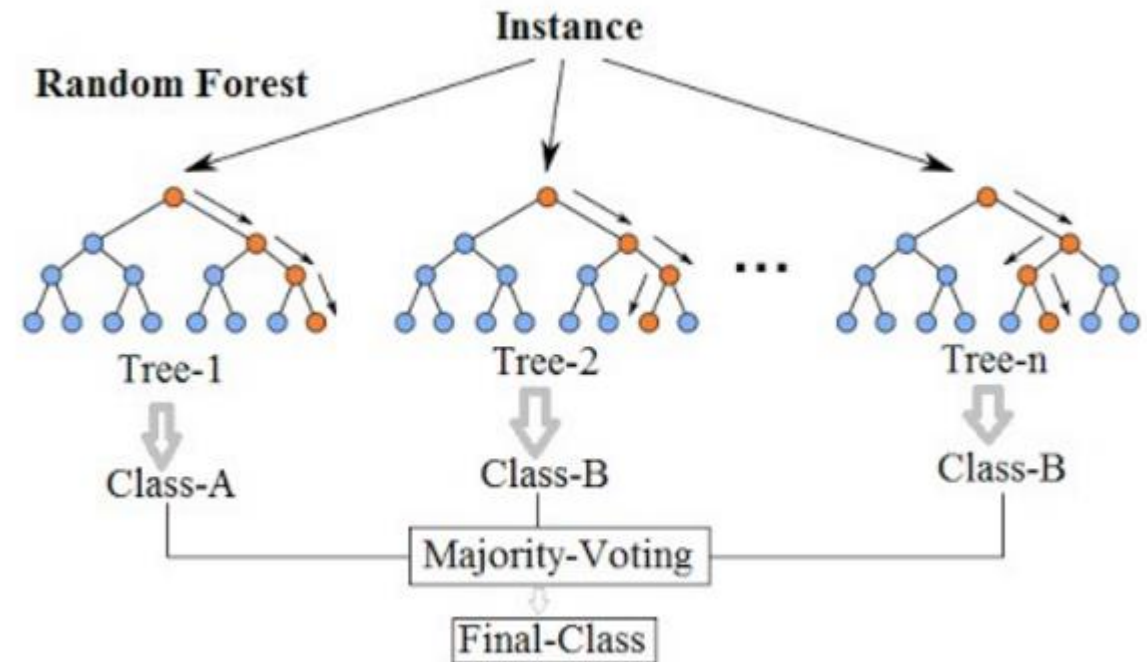 Instance
Random Forest
...
Tree-1
Tree-2
Tree-n
Class-A
Class-B
Class-B
Majority-Voting
Final-Class